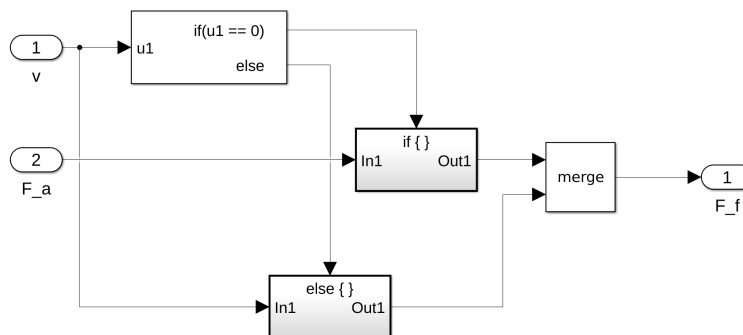 1
v
u1
if(u1 == 0)
else
2
F_a
if { }
In1
Out1
merge
1
F_f
else { }
In1
Out1